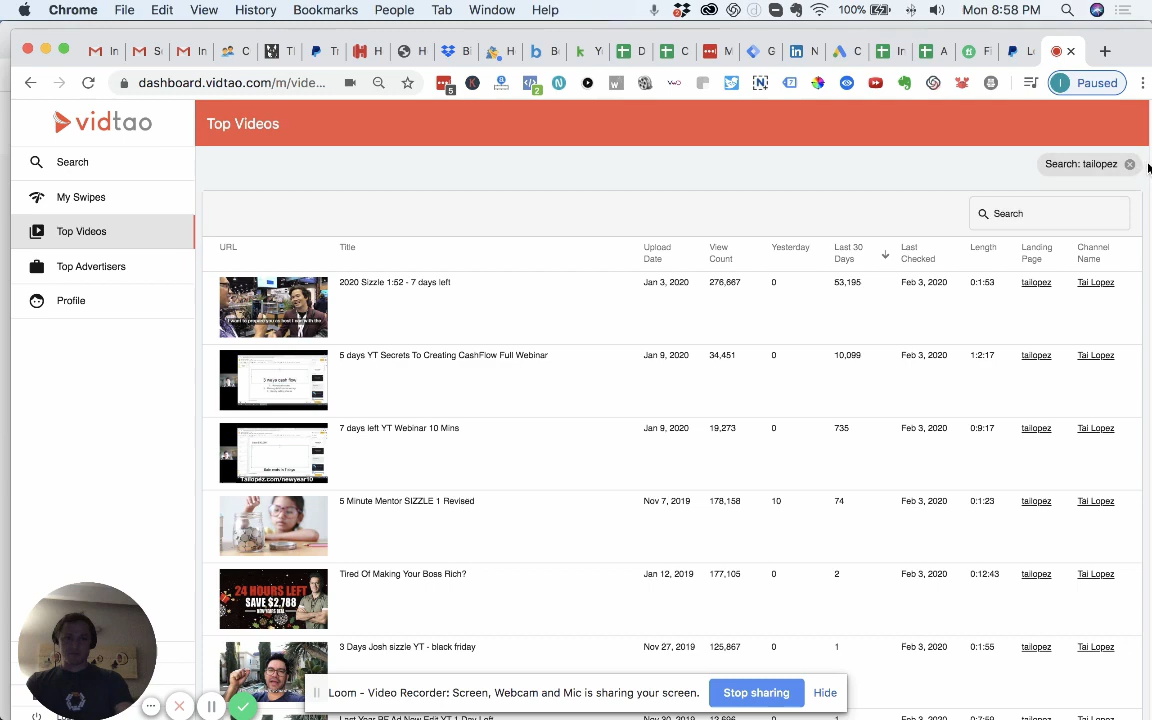 Chrome File Edit View History Bookmarks People Tab Window Help 100% Mon 8:58 PM
dashboard.vidtao.com/m/vide... Paused
vidtao
Top Videos
Search
Search: tailopez
My Swipes
Search
Top Videos
Top Advertisers
Profile
URL Title Upload Date View Count Yesterday Last 30 Days Last Checked Length Landing Page Channel Name
2020 Sizzle 1:52 - 7 days left Jan 3, 2020 276,667 0 53,195 Feb 3, 2020 0:1:53 tailopez Tai Lopez
5 days YT Secrets To Creating CashFlow Full Webinar Jan 9, 2020 34,451 0 10,099 Feb 3, 2020 1:2:17 tailopez Tai Lopez
3 ways cash flow
7 days left YT Webinar 10 Mins Jan 9, 2020 19,273 0 735 Feb 3, 2020 0:9:17 tailopez Tai Lopez
Tailopez.com/newyear10
5 Minute Mentor SIZZLE 1 Revised Nov 7, 2019 178,158 10 74 Feb 3, 2020 0:1:23 tailopez Tai Lopez
Tired Of Making Your Boss Rich? Jan 12, 2019 177,105 0 2 Feb 3, 2020 0:12:43 tailopez Tai Lopez
24 HOURS LEFT
SAVE $2,788
3 Days Josh sizzle YT - black friday Nov 27, 2019 125,867 0 1 Feb 3, 2020 0:1:55 tailopez Tai Lopez
Loom - Video Recorder: Screen, Webcam and Mic is sharing your screen. Stop sharing Hide